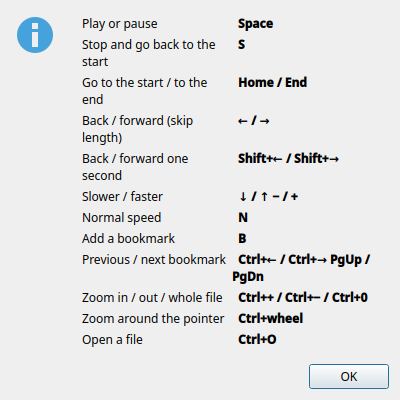 Play or pause Space
Stop and go back to the S
start
Go to the start / to the Home / End
end
Back / forward (skip ← / →
length)
Back / forward one Shift+← / Shift+→
second
Slower / faster ↓ / ↑ − / +
Normal speed N
Add a bookmark B
Previous / next bookmark Ctrl+← / Ctrl+→ PgUp /
PgDn
Zoom in / out / whole file Ctrl++ / Ctrl+− / Ctrl+0
Zoom around the pointer Ctrl+wheel
Open a file Ctrl+O
OK